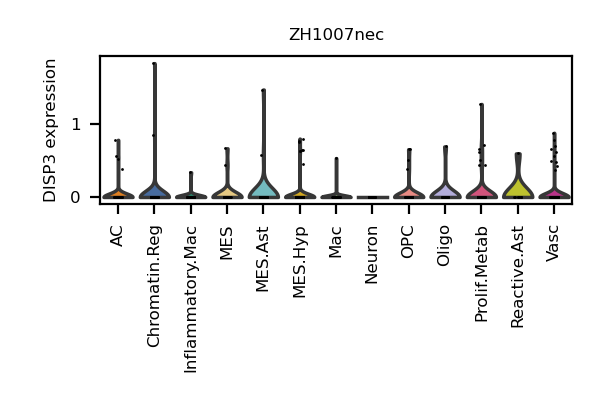 ZH1007nec
DISP3 expression
1
0
AC
Chromatin.Reg
Inflammatory.Mac
MES
MES.Ast
MES.Hyp
Mac
Neuron
OPC
Oligo
Prolif.Metab
Reactive.Ast
Vasc